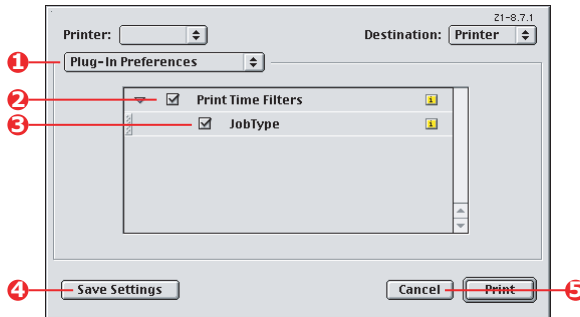 Z1-8.7.1
Printer: Destination: Printer
1 Plug-In Preferences
2 Print Time Filters i
3 JobType i
4 Save Settings Cancel Print 5